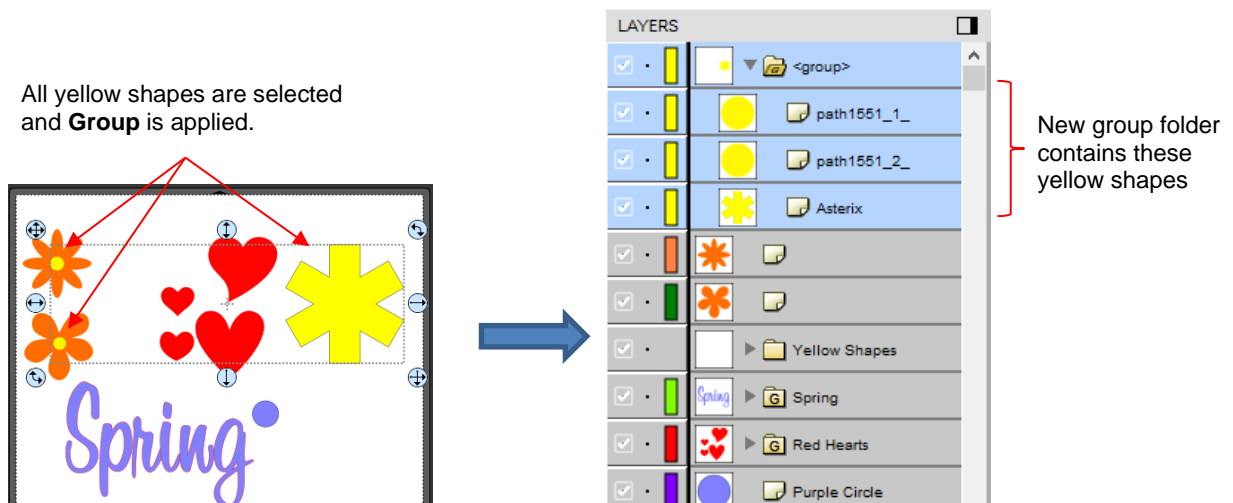 All yellow shapes are selected
and Group is applied.
Spring
LAYERS
<group>
path1551_1_
path1551_2_
Asterix
Yellow Shapes
Spring G Spring
G Red Hearts
Purple Circle
New group folder
contains these
yellow shapes